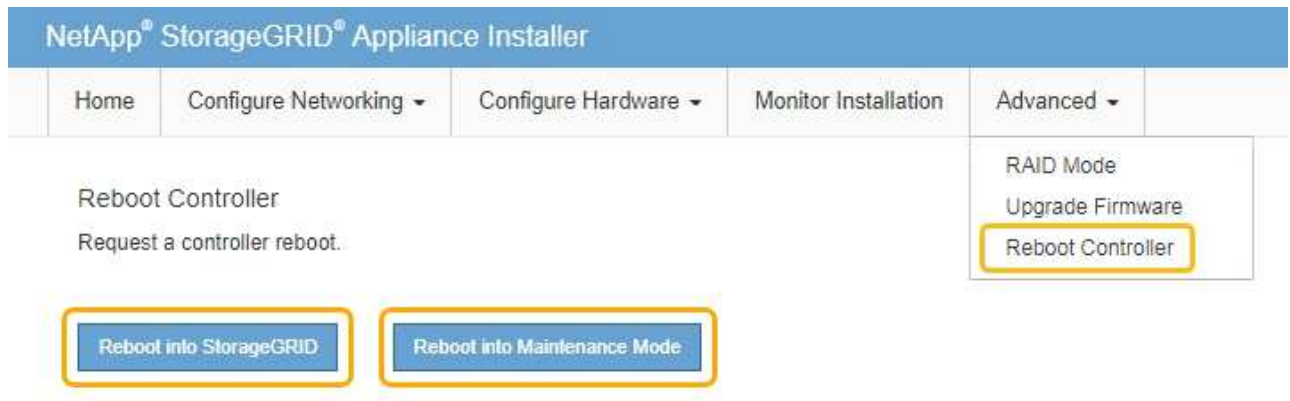 NetApp® StorageGRID® Appliance Installer
Home Configure Networking Configure Hardware Monitor Installation Advanced
RAID Mode
Upgrade Firmware
Reboot Controller
Reboot Controller
Request a controller reboot.
Reboot into StorageGRID Reboot into Maintenance Mode